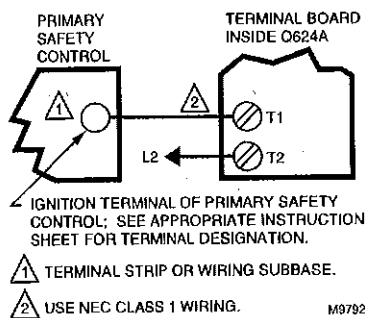 PRIMARY
SAFETY
CONTROL
TERMINAL BOARD
INSIDE Q624A
1
2
T1
L2
T2
IGNITION TERMINAL OF PRIMARY SAFETY
CONTROL; SEE APPROPRIATE INSTRUCTION
SHEET FOR TERMINAL DESIGNATION.
1 TERMINAL STRIP OR WIRING SUBBASE.
2 USE NEC CLASS 1 WIRING.
M9792